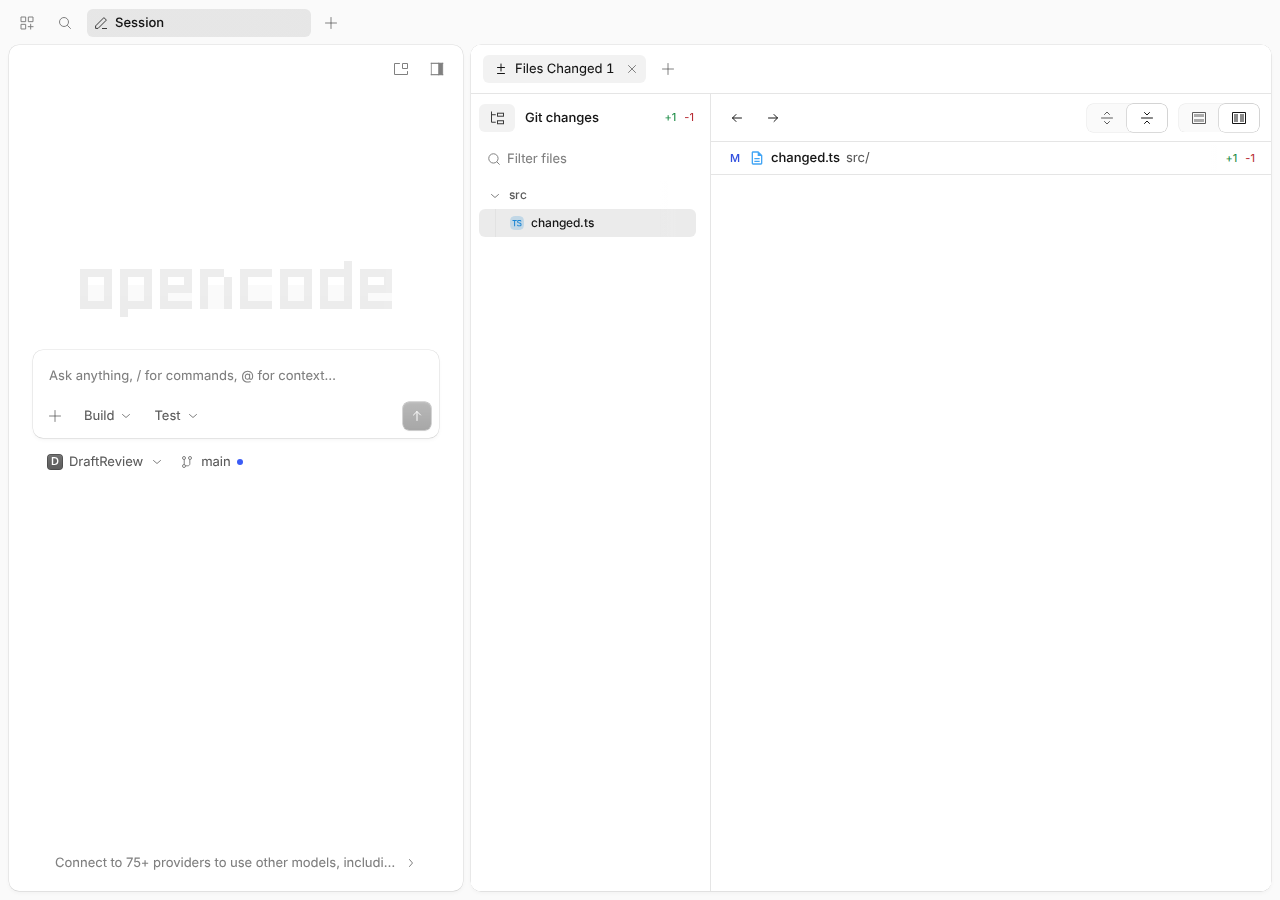 Session
Files Changed 1
Git changes
+1 -1
Filter files
src
TS changed.ts
M changed.ts src/
+1 -1
opencode
Ask anything, / for commands, @ for context...
Build
Test
D DraftReview
main
Connect to 75+ providers to use other models, includi...